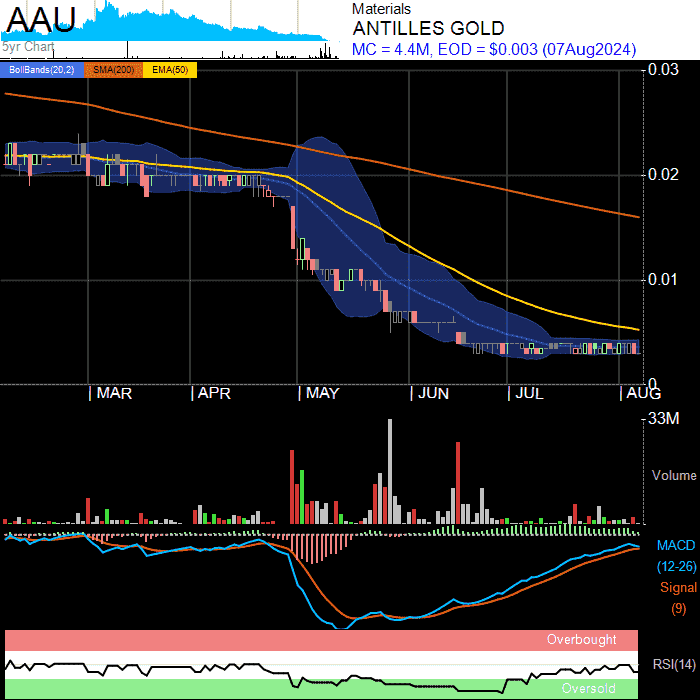 AAU
5yr Chart
Materials
ANTILLES GOLD
MC = 4.4M, EOD = $0.003 (07Aug2024)
BollBands(20,2) SMA(200) EMA(50)
0.03
0.02
0.01
0
MAR APR MAY JUN JUL AUG
33M
Volume
MACD
(12-26)
Signal
(9)
Overbought
RSI(14)
Oversold